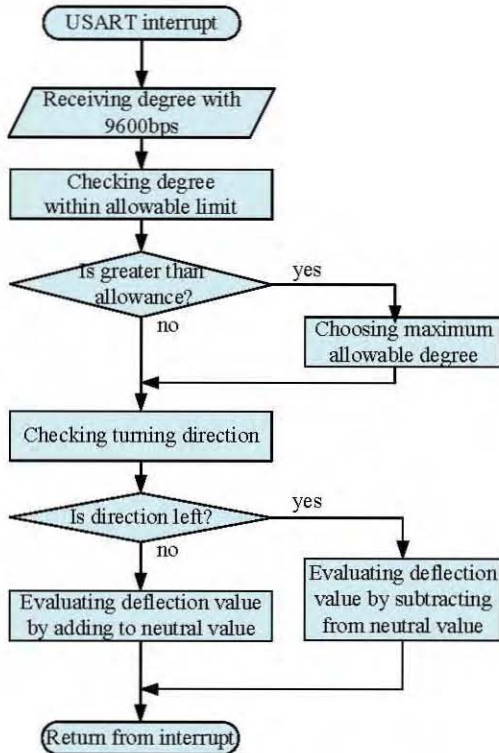 USART interrupt
Receiving degree with
9600bps
Checking degree
within allowable limit
Is greater than
allowance?
yes
no
Choosing maximum
allowable degree
Checking turning direction
Is direction left?
yes
no
Evaluating deflection value
by adding to neutral value
Evaluating deflection
value by subtracting
from neutral value
Return from interrupt